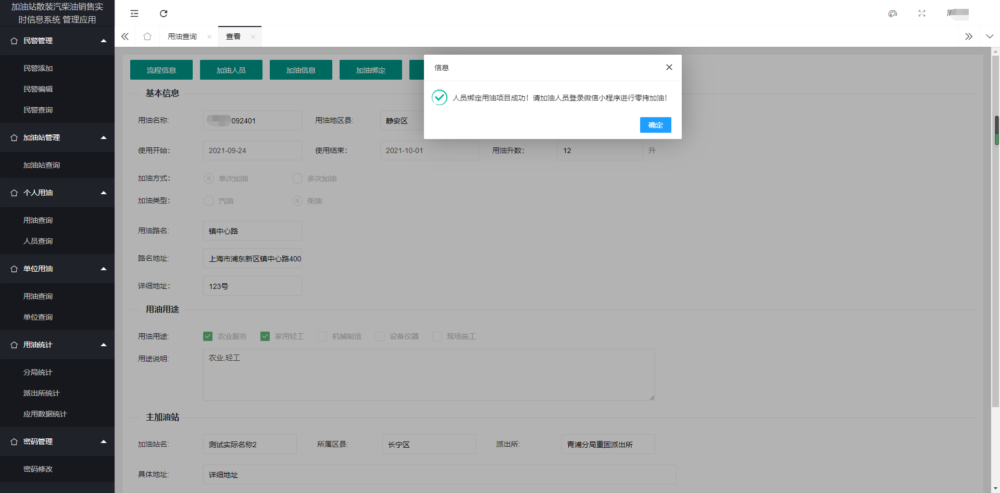 加油站散装汽柴油销售实
时信息系统 管理应用
民警管理
民警添加
民警编辑
民警查询
加油站管理
加油站查询
个人用油
用油查询
人员查询
单位用油
用油查询
单位查询
用油统计
分局统计
派出所统计
应用数据统计
密码管理
密码修改
用油查询
查看
流程信息
加油人员
加油信息
加油绑定
信息
人员绑定用油项目成功！请加油人员登录微信小程序进行零拷加油！
确定
基本信息
用油名称:
092401
用油地区县:
静安区
使用开始:
2021-09-24
使用结束:
2021-10-01
用油升数:
12
升
加油方式:
单次加油
多次加油
加油类型:
汽油
柴油
用油路名:
镇中心路
路名地址:
上海市浦东新区镇中心路400
详细地址:
123号
用油用途
用油用途:
农业服务
家用轻工
机械制造
设备仪器
现场施工
用途说明:
农业,轻工
主加油站
加油站名:
测试实际名称2
所属区县:
长宁区
派出所:
青浦分局重固派出所
具体地址:
详细地址